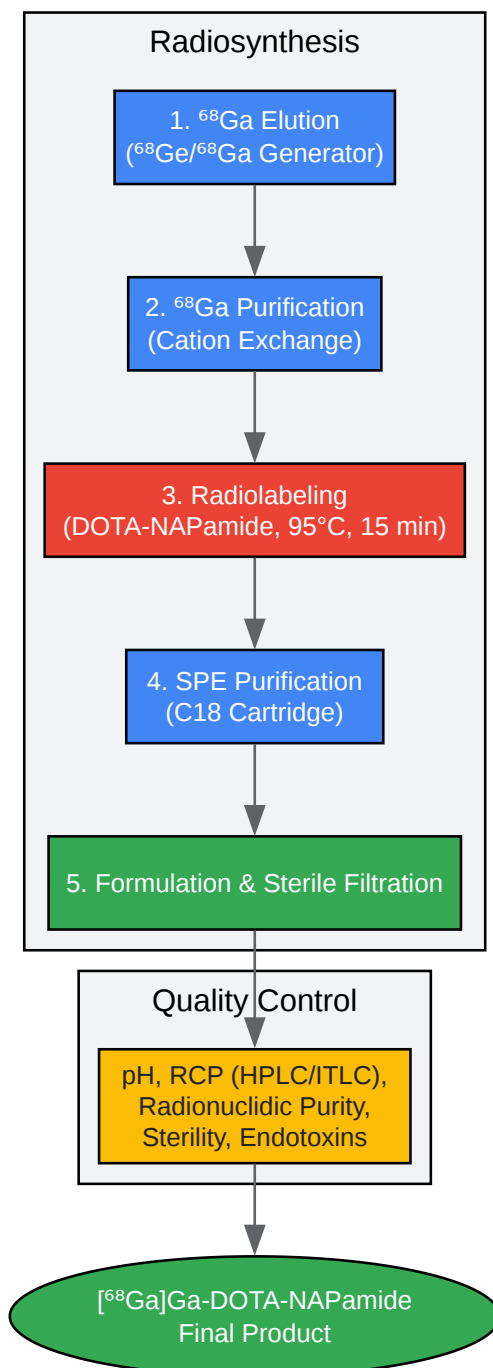 Radiosynthesis
1. ⁶⁸Ga Elution
(⁶⁸Ge/⁶⁸Ga Generator)
2. ⁶⁸Ga Purification
(Cation Exchange)
3. Radiolabeling
(DOTA-NAPamide, 95°C, 15 min)
4. SPE Purification
(C18 Cartridge)
5. Formulation & Sterile Filtration
Quality Control
pH, RCP (HPLC/ITLC),
Radionuclidic Purity,
Sterility, Endotoxins
[⁶⁸Ga]Ga-DOTA-NAPamide
Final Product